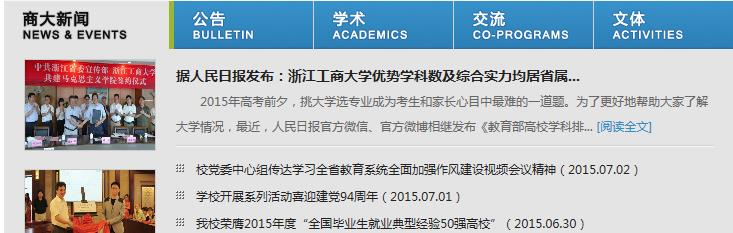 商大新闻
NEWS & EVENTS
公告
BULLETIN
学术
ACADEMICS
交流
CO-PROGRAMS
文体
ACTIVITIES
中共浙江省委宣传部 浙江工商大学
共建马克思主义学院签约仪式
据人民日报发布：浙江工商大学优势学科数及综合实力均居省属...
2015年高考前夕，挑大学选专业成为考生和家长心目中最难的一道题。为了更好地帮助大家了解
大学情况，最近，人民日报官方微信、官方微博相继发布《教育部高校学科排... [阅读全文]
校党委中心组传达学习全省教育系统全面加强作风建设视频会议精神（2015.07.02）
学校开展系列活动喜迎建党94周年（2015.07.01）
我校荣膺2015年度“全国毕业生就业典型经验50强高校”（2015.06.30）